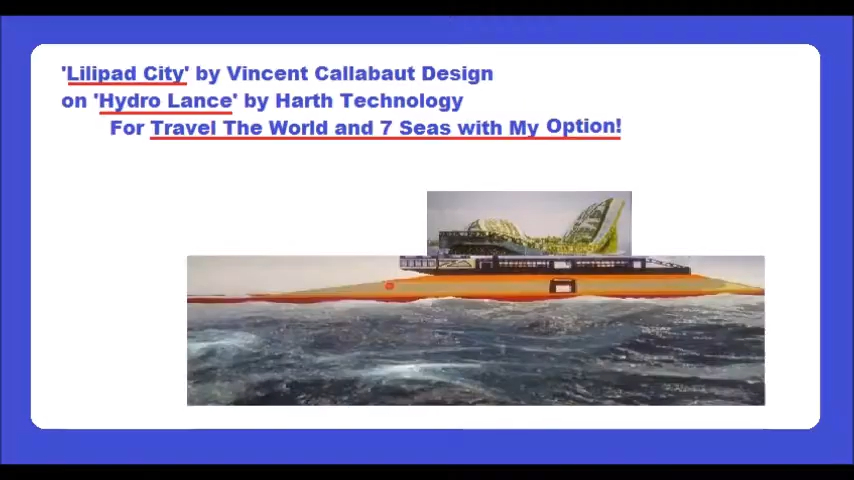 'Lilipad City' by Vincent Callabaut Design
on 'Hydro Lance' by Harth Technology
For Travel The World and 7 Seas with My Option!